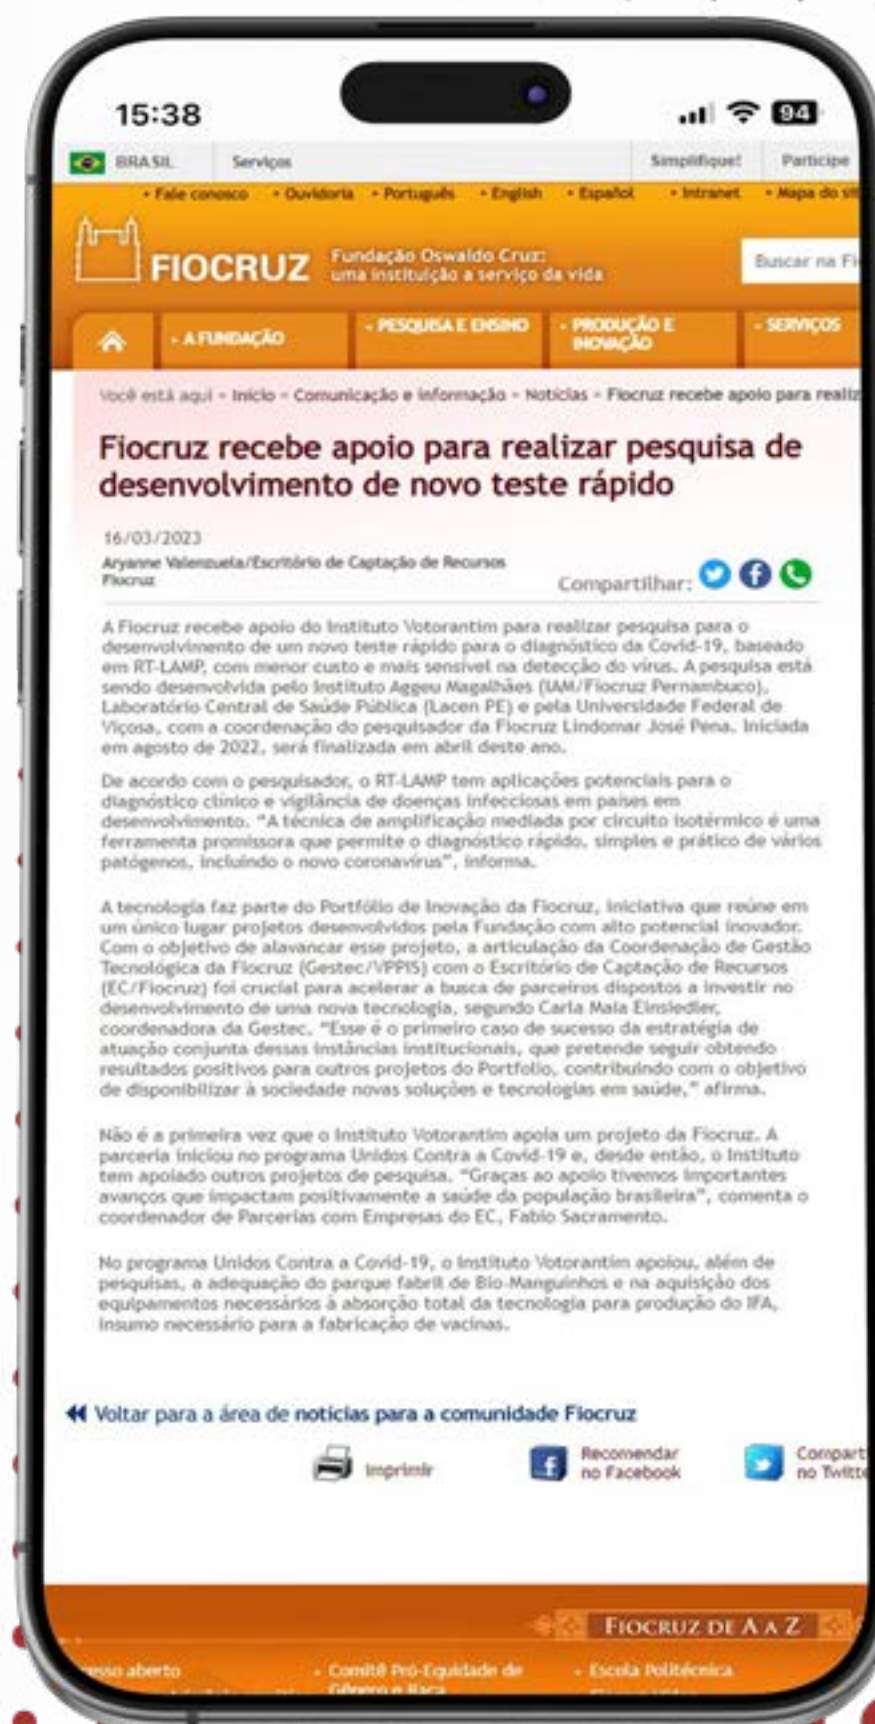 15:38
94
BRASIL Serviços Simplifique! Participe
• Fale conosco • Ouvidoria • Português • English • Español • Intranet • Mapa do
FIOCRUZ
Fundação Oswaldo Cruz:
uma instituição a serviço da vida
Buscar na
- A FUNDAÇÃO
- PESQUISA E ENSINO
- PRODUÇÃO E
INOVAÇÃO
- SERVIÇOS
Você está aqui - Início - Comunicação e informação - Notícias - Fiocruz recebe apoio para realiz
Fiocruz recebe apoio para realizar pesquisa de
desenvolvimento de novo teste rápido
16/03/2023
Aryanne Valenzuela/Escritório de Captação de Recursos
Fiocruz
Compartilhar:
A Fiocruz recebe apoio do Instituto Votorantim para realizar pesquisa para o
desenvolvimento de um novo teste rápido para o diagnóstico da Covid-19, baseado
em RT-LAMP, com menor custo e mais sensível na detecção do vírus. A pesquisa está
sendo desenvolvida pelo Instituto Aggeu Magalhães (IAM/Fiocruz Pernambuco),
Laboratório Central de Saúde Pública (Lacen PE) e pela Universidade Federal de
Viçosa, com a coordenação do pesquisador da Fiocruz Lindomar José Pena. Iniciada
em agosto de 2022, será finalizada em abril deste ano.
De acordo com o pesquisador, o RT-LAMP tem aplicações potenciais para o
diagnóstico clínico e vigilância de doenças infecciosas em países em
desenvolvimento. “A técnica de amplificação mediada por circuito isotérmico é uma
ferramenta promissora que permite o diagnóstico rápido, simples e prático de vários
patógenos, incluindo o novo coronavírus”, informa.
A tecnologia faz parte do Portfólio de Inovação da Fiocruz, iniciativa que reúne em
um único lugar projetos desenvolvidos pela Fundação com alto potencial inovador.
Com o objetivo de alavancar esse projeto, a articulação da Coordenação de Gestão
Tecnológica da Fiocruz (Gestec/VPPIS) com o Escritório de Captação de Recursos
(EC/Fiocruz) foi crucial para acelerar a busca de parceiros dispostos a investir no
desenvolvimento de uma nova tecnologia, segundo Carla Maia Einsiedler,
coordenadora da Gestec. “Esse é o primeiro caso de sucesso da estratégia de
atuação conjunta dessas instâncias institucionais, que pretende seguir obtendo
resultados positivos para outros projetos do Portfolio, contribuindo com o objetivo
de disponibilizar à sociedade novas soluções e tecnologias em saúde,” afirma.
Não é a primeira vez que o Instituto Votorantim apoia um projeto da Fiocruz. A
parceria iniciou no programa Unidos Contra a Covid-19 e, desde então, o Instituto
tem apoiado outros projetos de pesquisa. “Graças ao apoio tivemos importantes
avanços que impactam positivamente a saúde da população brasileira”, comenta o
coordenador de Parcerias com Empresas do EC, Fabio Sacramento.
No programa Unidos Contra a Covid-19, o Instituto Votorantim apoiou, além de
pesquisas, a adequação do parque fabril de Bio-Manguinhos e na aquisição dos
equipamentos necessários à absorção total da tecnologia para produção do IFA,
insumo necessário para a fabricação de vacinas.
Voltar para a área de notícias para a comunidade Fiocruz
Imprimir
Recomendar
no Facebook
Compart
no Twitte
FIOCRUZ DE A A Z
esso aberto
- Comitê Pró-Equidade de
Gênero e Raça
- Escola Politécnica